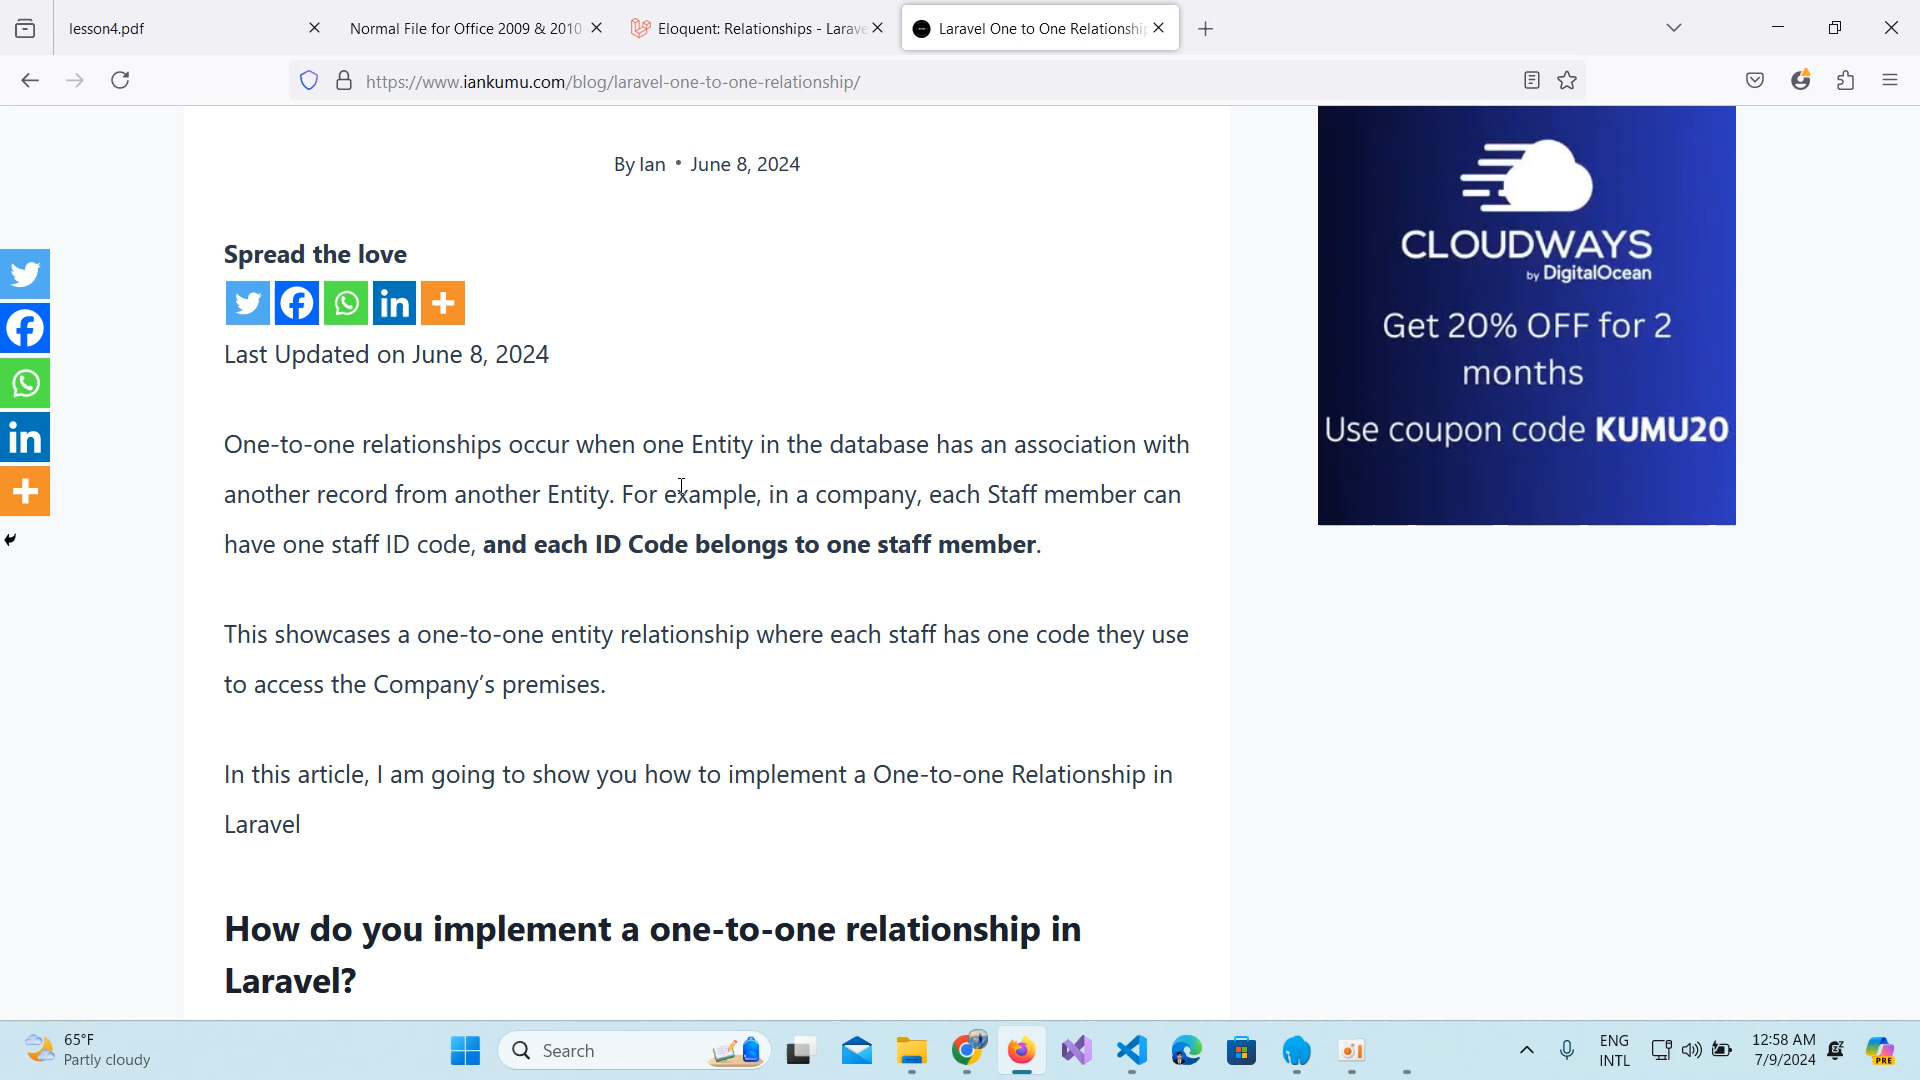 lesson4.pdf
Normal File for Office 2009 & 2010
Eloquent: Relationships - Larave
Laravel One to One Relationship
https://www.iankumu.com/blog/laravel-one-to-one-relationship/
By Ian • June 8, 2024
Spread the love
Last Updated on June 8, 2024
One-to-one relationships occur when one Entity in the database has an association with
another record from another Entity. For example, in a company, each Staff member can
have one staff ID code, and each ID Code belongs to one staff member.
This showcases a one-to-one entity relationship where each staff has one code they use
to access the Company’s premises.
In this article, I am going to show you how to implement a One-to-one Relationship in
Laravel
How do you implement a one-to-one relationship in
Laravel?
CLOUDWAYS
by DigitalOcean
Get 20% OFF for 2
months
Use coupon code KUMU20
65°F
Partly cloudy
Search
ENG
INTL
12:58 AM
7/9/2024
PRE